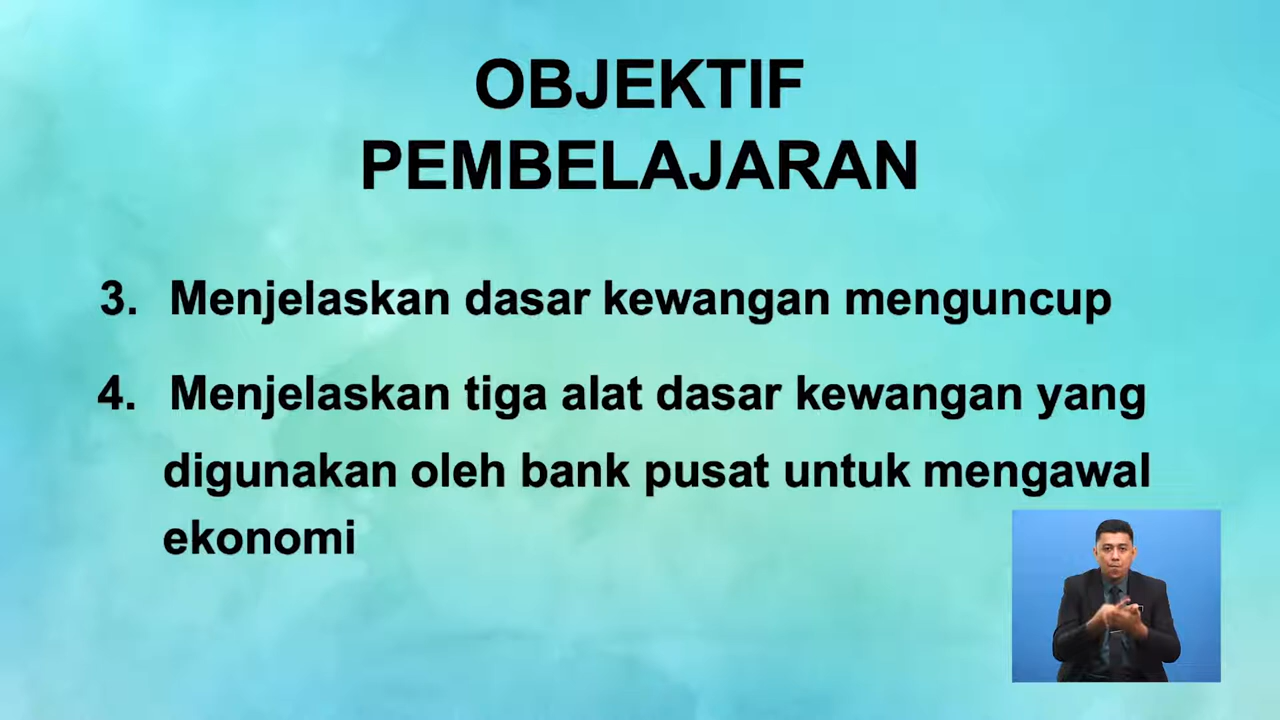 OBJEKTIF
PEMBELAJARAN
3. Menjelaskan dasar kewangan menguncup
4. Menjelaskan tiga alat dasar kewangan yang
digunakan oleh bank pusat untuk mengawal
ekonomi